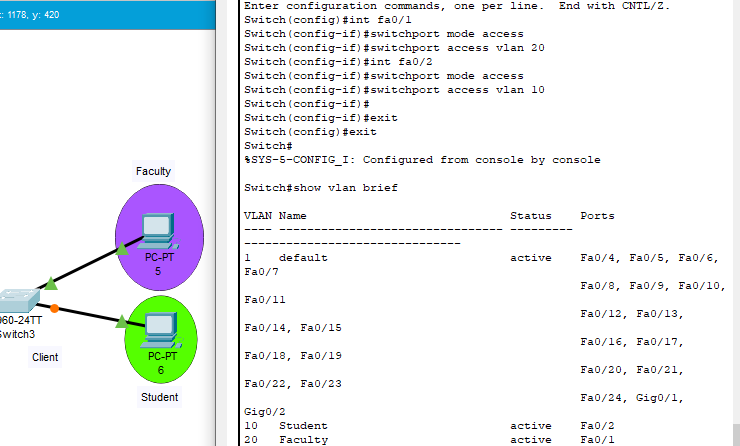 : 1178, y: 420
Faculty
PC-PT
5
960-24TT
Switch3
Client
PC-PT
6
Student
Enter configuration commands, one per line.  End with CNTL/Z.
Switch(config)#int fa0/1
Switch(config-if)#switchport mode access
Switch(config-if)#switchport access vlan 20
Switch(config-if)#int fa0/2
Switch(config-if)#switchport mode access
Switch(config-if)#switchport access vlan 10
Switch(config-if)#
Switch(config-if)#exit
Switch(config)#exit
Switch#
%SYS-5-CONFIG_I: Configured from console by console
Switch#show vlan brief
VLAN Name                             Status    Ports
---- -------------------------------- ---------
-------------------------------
1    default                          active    Fa0/4, Fa0/5, Fa0/6,
Fa0/7
Fa0/8, Fa0/9, Fa0/10,
Fa0/11
Fa0/12, Fa0/13,
Fa0/14, Fa0/15
Fa0/16, Fa0/17,
Fa0/18, Fa0/19
Fa0/20, Fa0/21,
Fa0/22, Fa0/23
Fa0/24, Gig0/1,
Gig0/2
10   Student                          active    Fa0/2
20   Faculty                          active    Fa0/1